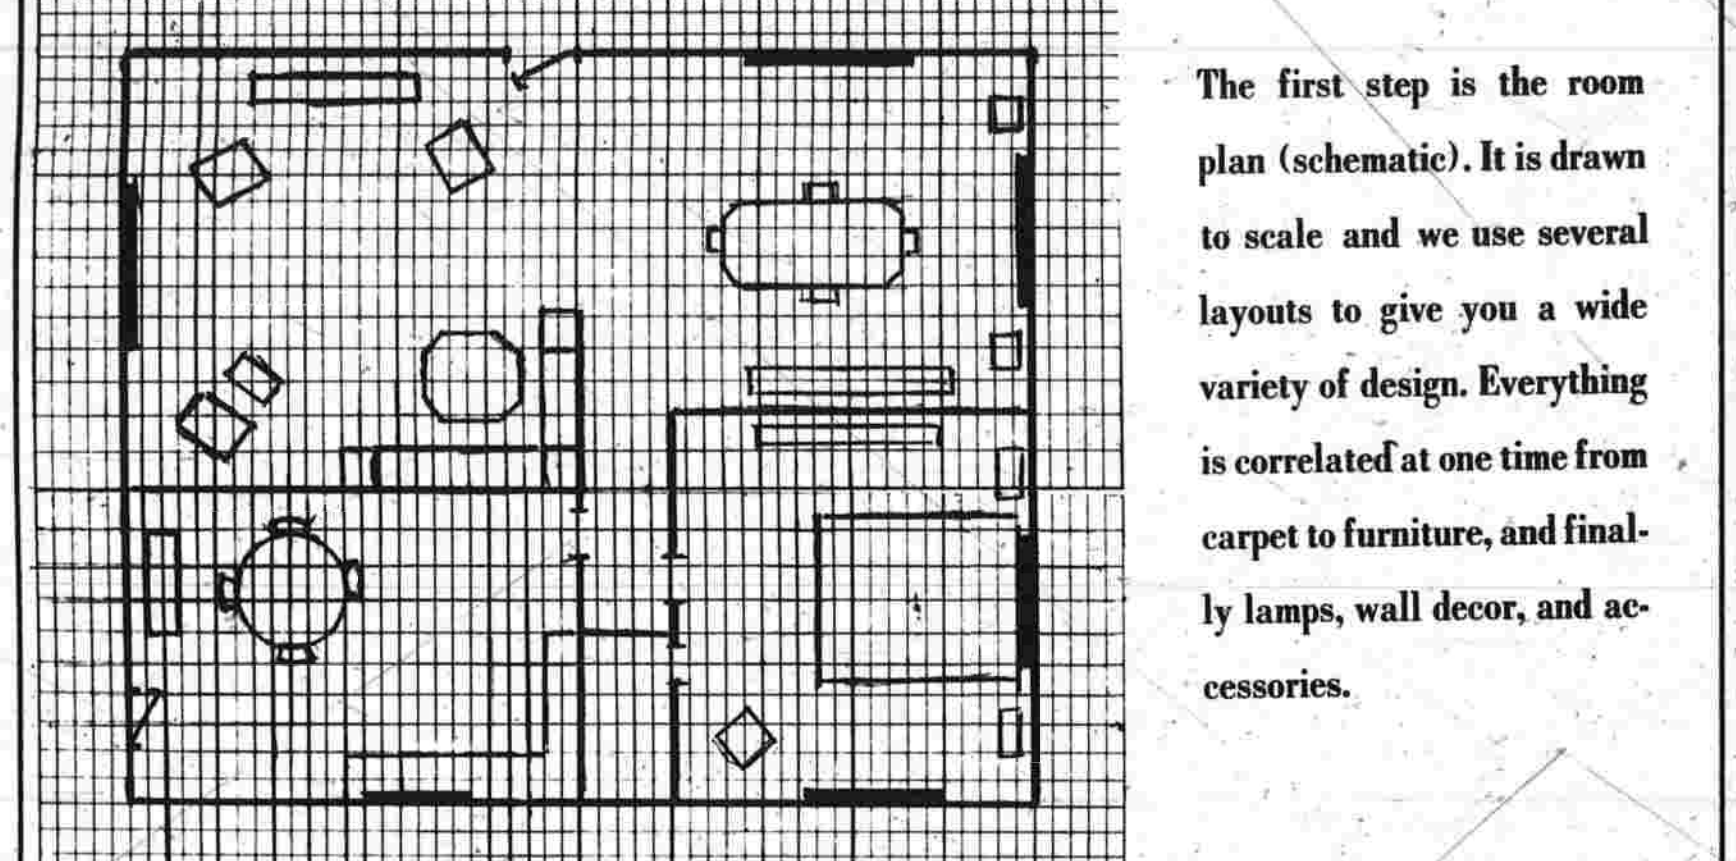 The first step is the room
plan (schematic). It is drawn
to scale and we use several
layouts to give you a wide
variety of design. Everything
is correlated at one time from
carpet to furniture, and final-
ly lamps, wall decor, and ac-
cessories.